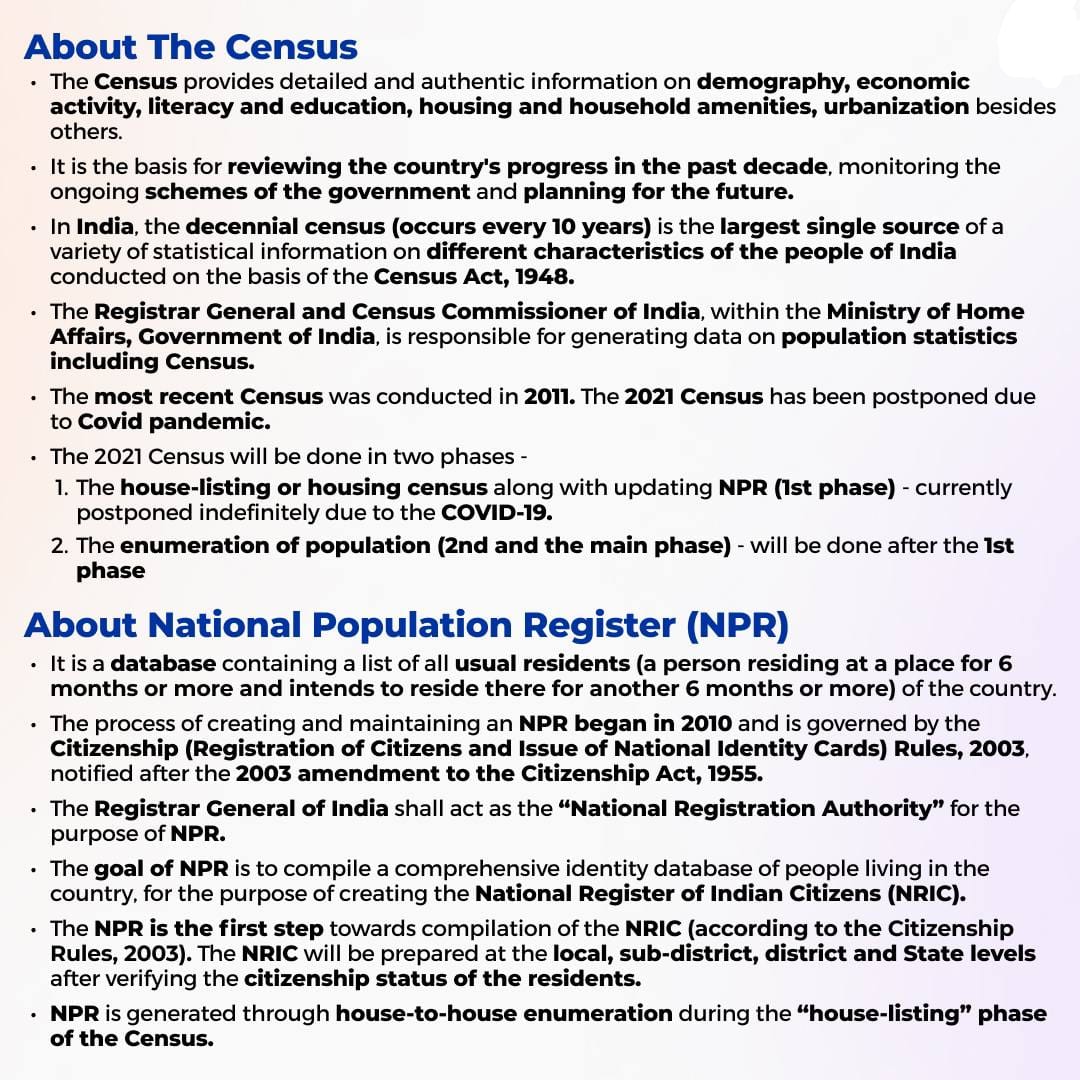 About The Census
• The Census provides detailed and authentic information on demography, economic
activity, literacy and education, housing and household amenities, urbanization besides
others.
• It is the basis for reviewing the country's progress in the past decade, monitoring the
ongoing schemes of the government and planning for the future.
• In India, the decennial census (occurs every 10 years) is the largest single source of a
variety of statistical information on different characteristics of the people of India
conducted on the basis of the Census Act, 1948.
• The Registrar General and Census Commissioner of India, within the Ministry of Home
Affairs, Government of India, is responsible for generating data on population statistics
including Census.
• The most recent Census was conducted in 2011. The 2021 Census has been postponed due
to Covid pandemic.
• The 2021 Census will be done in two phases -
1. The house-listing or housing census along with updating NPR (1st phase) - currently
postponed indefinitely due to the COVID-19.
2. The enumeration of population (2nd and the main phase) - will be done after the 1st
phase
About National Population Register (NPR)
• It is a database containing a list of all usual residents (a person residing at a place for 6
months or more and intends to reside there for another 6 months or more) of the country.
• The process of creating and maintaining an NPR began in 2010 and is governed by the
Citizenship (Registration of Citizens and Issue of National Identity Cards) Rules, 2003,
notified after the 2003 amendment to the Citizenship Act, 1955.
• The Registrar General of India shall act as the “National Registration Authority” for the
purpose of NPR.
• The goal of NPR is to compile a comprehensive identity database of people living in the
country, for the purpose of creating the National Register of Indian Citizens (NRIC).
• The NPR is the first step towards compilation of the NRIC (according to the Citizenship
Rules, 2003). The NRIC will be prepared at the local, sub-district, district and State levels
after verifying the citizenship status of the residents.
• NPR is generated through house-to-house enumeration during the “house-listing” phase
of the Census.